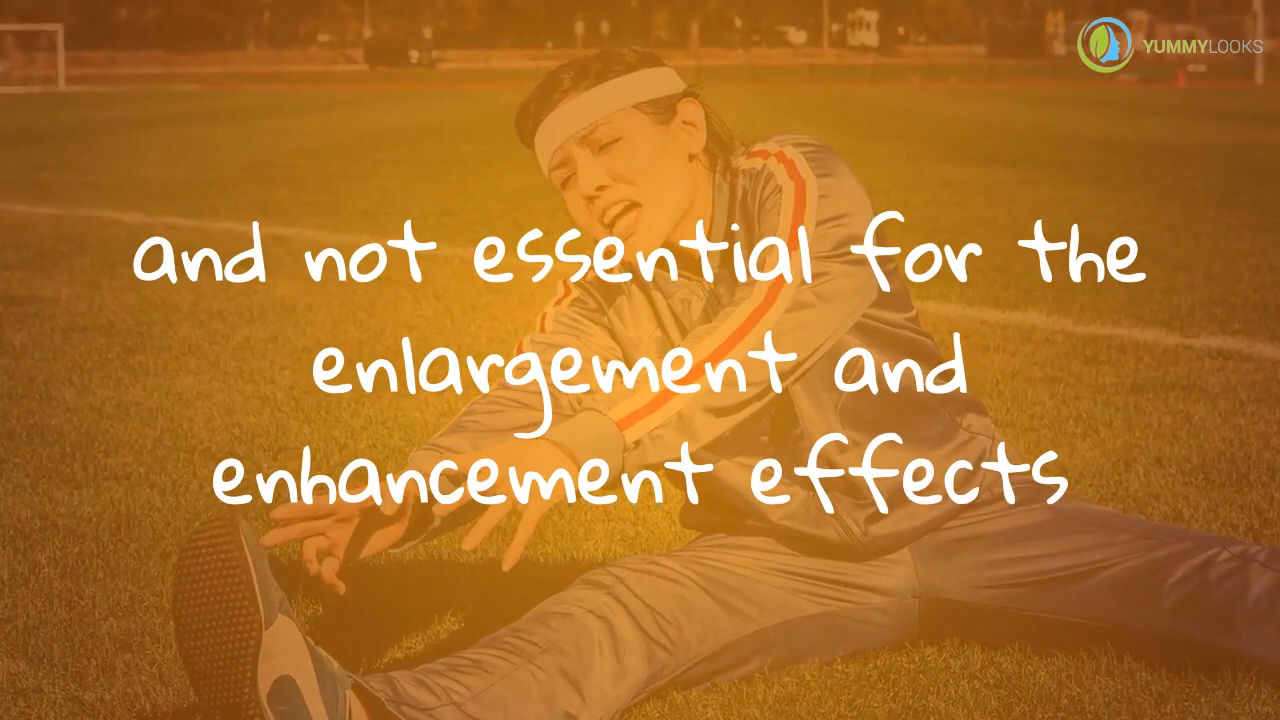 YUMMYLOOKS
and not essential for the
enlargement and
enhancement effects